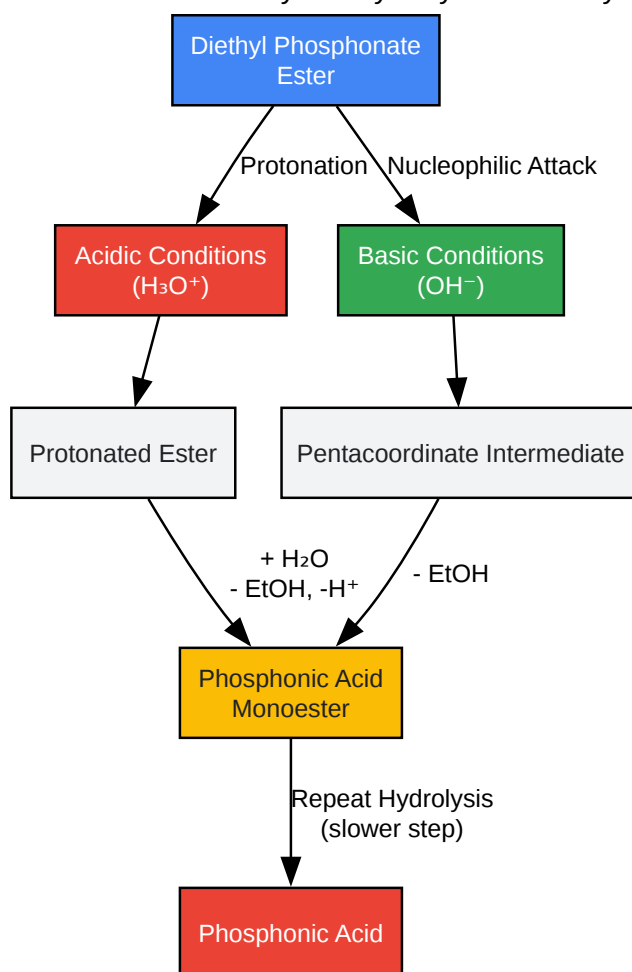 Diethyl Phosphonate
Ester
Protonation
Nucleophilic Attack
Acidic Conditions
(H₃O⁺)
Basic Conditions
(OH⁻)
Protonated Ester
Pentacoordinate Intermediate
+ H₂O
- EtOH, -H⁺
- EtOH
Phosphonic Acid
Monoester
Repeat Hydrolysis
(slower step)
Phosphonic Acid